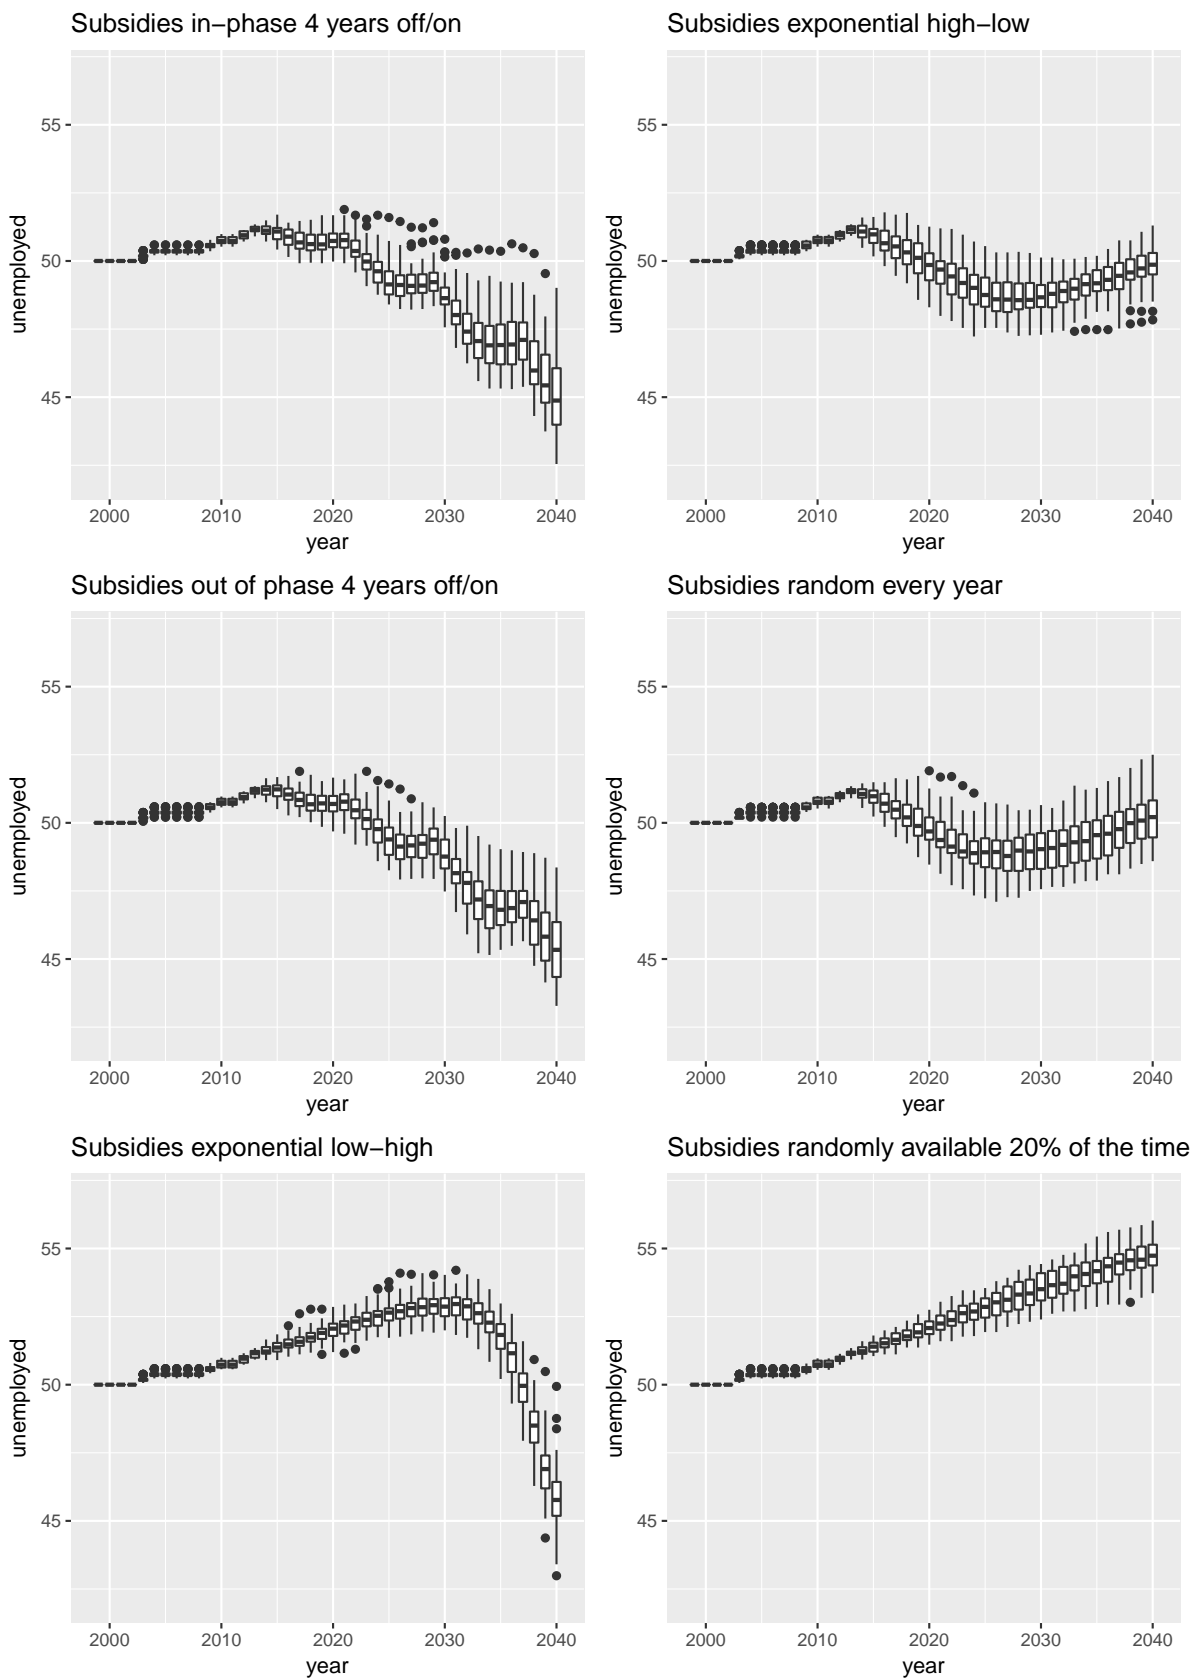 Subsidies in−phase 4 years off/on
55
50
45
unemployed
2000 2010 2020 2030 2040
year
Subsidies exponential high−low
55
50
45
unemployed
2000 2010 2020 2030 2040
year
Subsidies out of phase 4 years off/on
55
50
45
unemployed
2000 2010 2020 2030 2040
year
Subsidies random every year
55
50
45
unemployed
2000 2010 2020 2030 2040
year
Subsidies exponential low−high
55
50
45
unemployed
2000 2010 2020 2030 2040
year
Subsidies randomly available 20% of the time
55
50
45
unemployed
2000 2010 2020 2030 2040
year